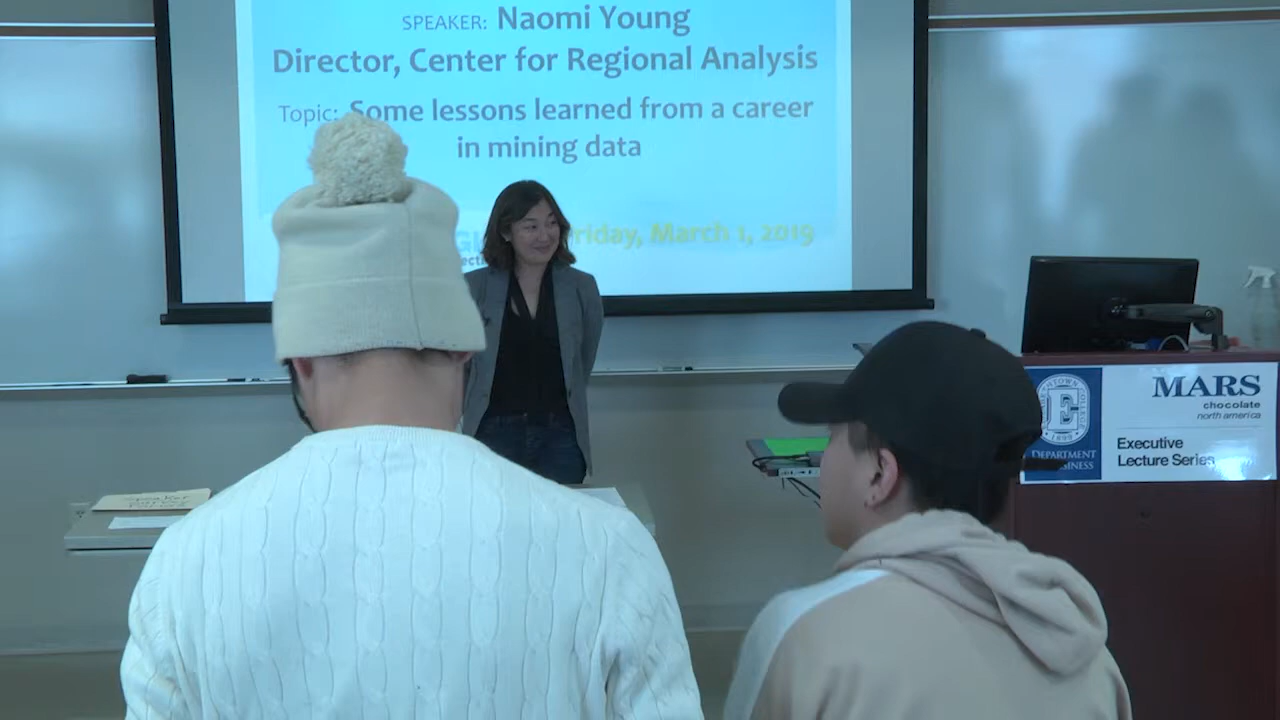 SPEAKER: Naomi Young
Director, Center for Regional Analysis
Topic: Some lessons learned from a career
in mining data
Friday, March 1, 2019
MARS
chocolate
north america
Executive
Lecture Series
DEPARTMENT
Speaker